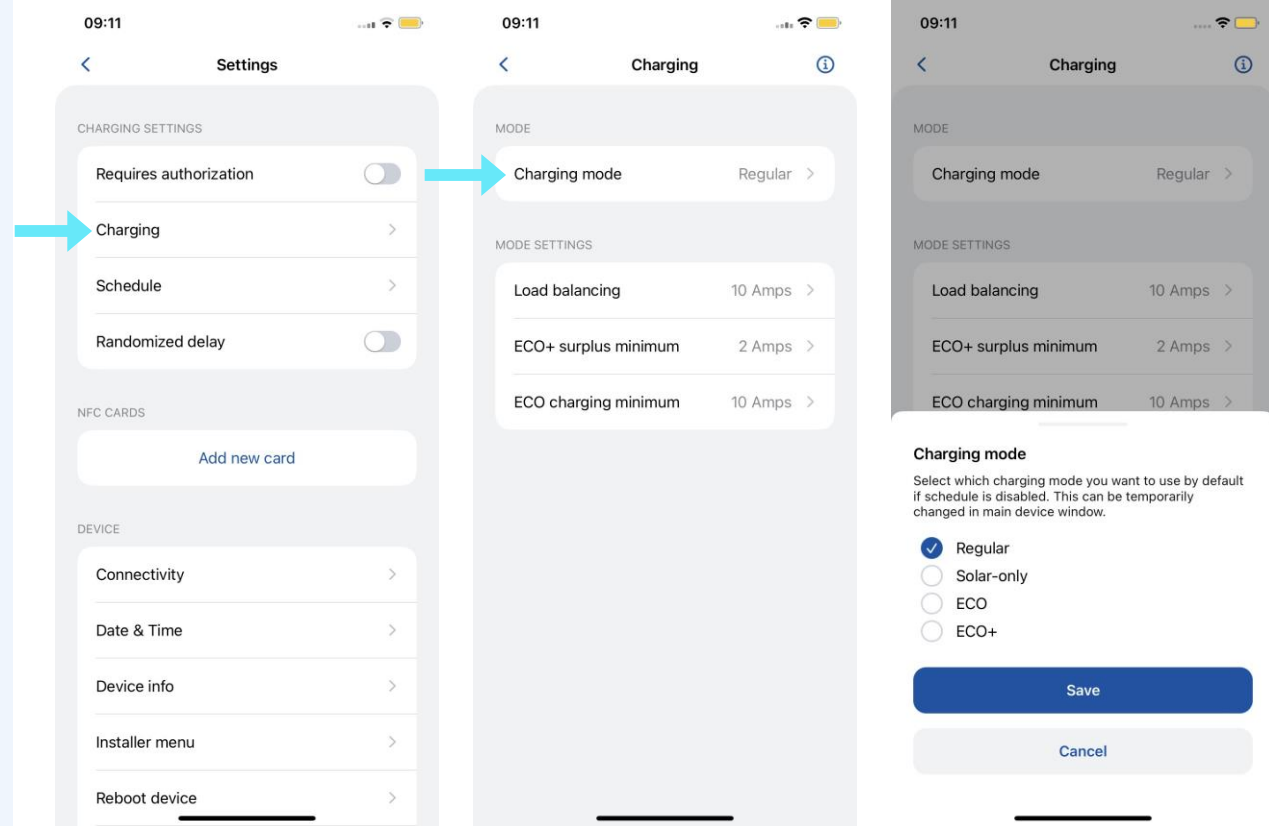 09:11
Settings
CHARGING SETTINGS
Requires authorization
Charging
Schedule
Randomized delay
NFC CARDS
Add new card
DEVICE
Connectivity
Date & Time
Device info
Installer menu
Reboot device
09:11
Charging
MODE
Charging mode Regular
MODE SETTINGS
Load balancing 10 Amps
ECO+ surplus minimum 2 Amps
ECO charging minimum 10 Amps
09:11
Charging
MODE
Charging mode Regular
MODE SETTINGS
Load balancing 10 Amps
ECO+ surplus minimum 2 Amps
ECO charging minimum 10 Amps
Charging mode
Select which charging mode you want to use by default
if schedule is disabled. This can be temporarily
changed in main device window.
Regular
Solar-only
ECO
ECO+
Save
Cancel